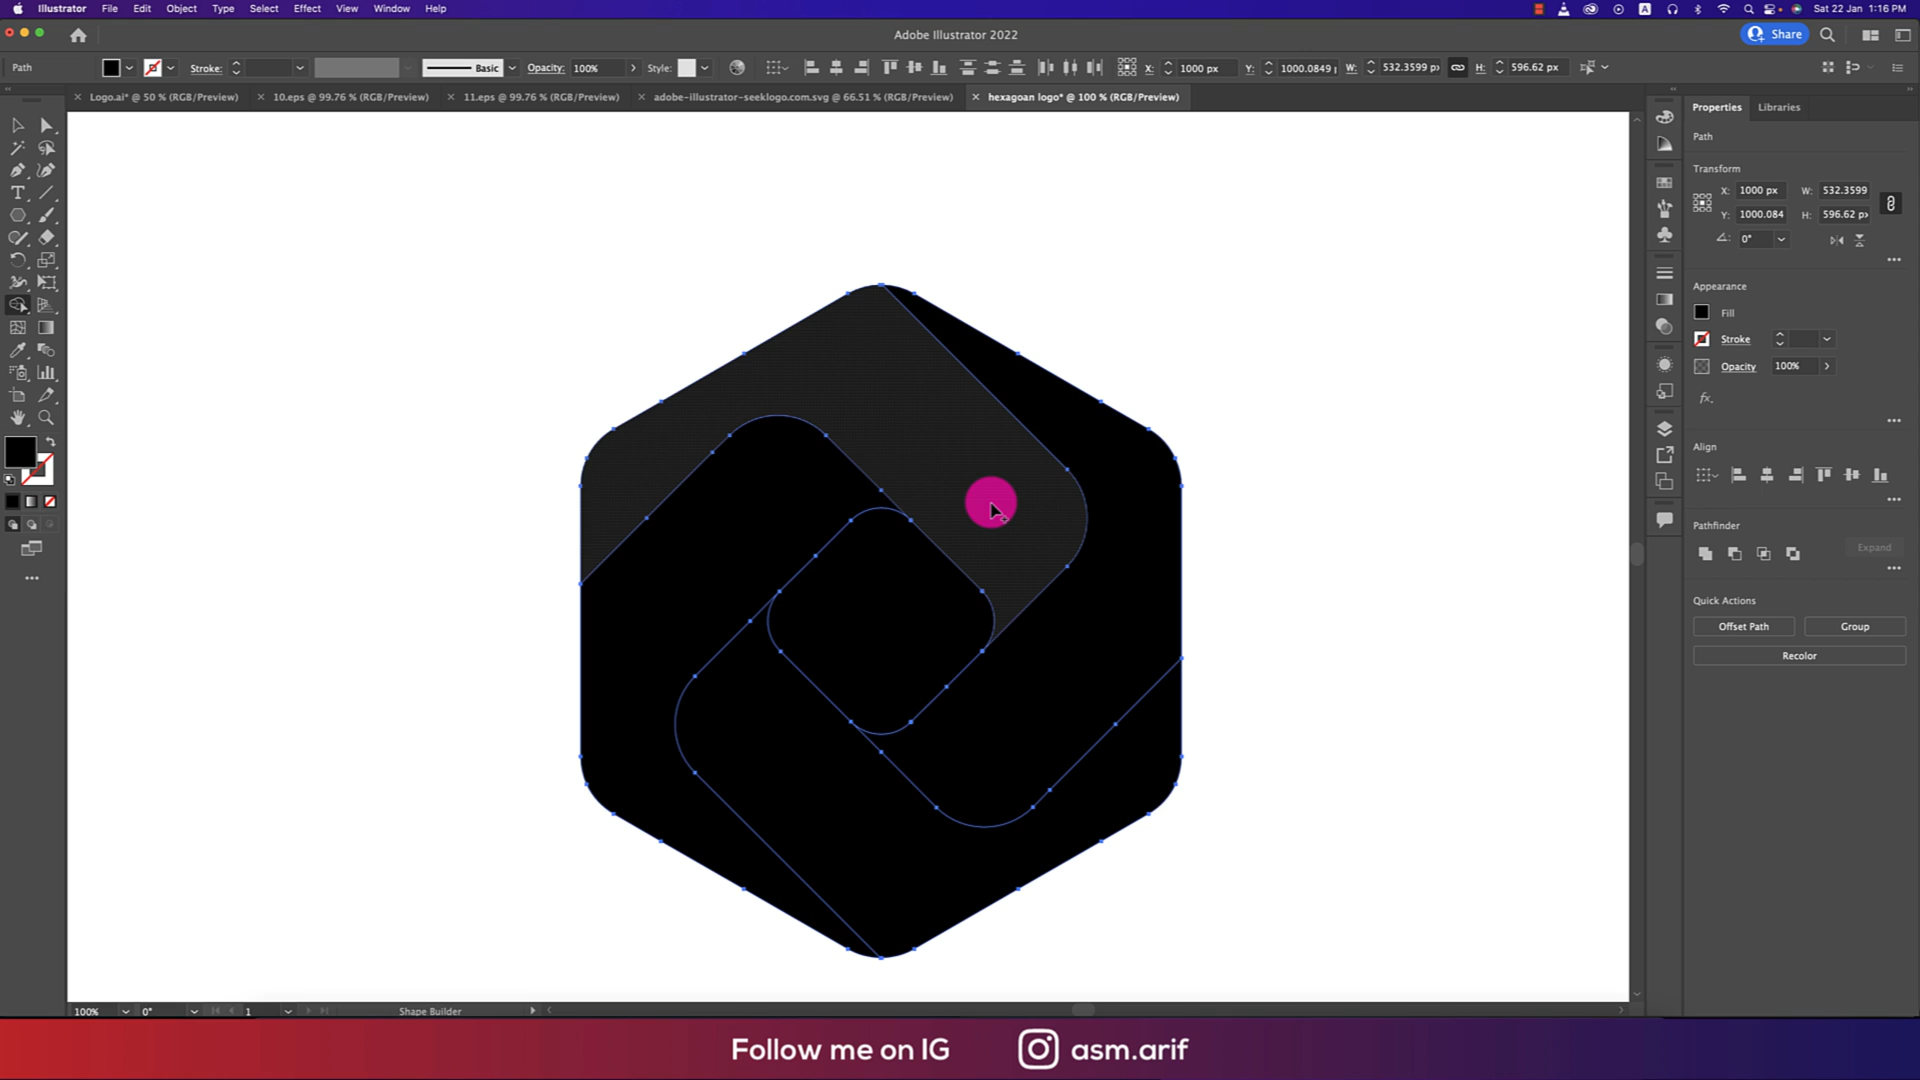 Illustrator File Edit Object Type Select Effect View Window Help A Sat 22 Jan 1:16 PM
Adobe Illustrator 2022 Share
Path Stroke: Basic Opacity: 100% Style: X: 1000 px Y: 1000.0849 W: 532.3599 px H: 596.62 px
Logo.ai* @ 50 % (RGB/Preview) 10.eps @ 99.76 % (RGB/Preview) 11.eps @ 99.76 % (RGB/Preview) adobe-illustrator-seeklogo.com.svg @ 66.51 % (RGB/Preview) hexagoan logo* @ 100 % (RGB/Preview)
Properties Libraries
Path
Transform
X: 1000 px W: 532.3599
Y: 1000.084 H: 596.62 px
0°
Appearance
Fill
Stroke
Opacity 100%
fx.
Align
Pathfinder
Expand
Quick Actions
Offset Path Group
Recolor
100% 0° 1 Shape Builder
Follow me on IG asm.arif